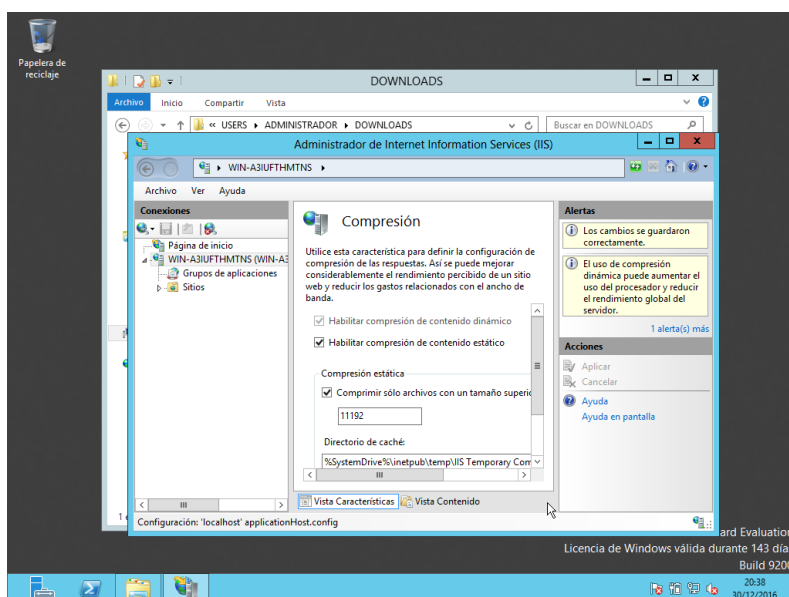 Papelera de
reciclaje
DOWNLOADS
Archivo Inicio Compartir Vista
« USERS ▸ ADMINISTRADOR ▸ DOWNLOADS
Buscar en DOWNLOADS
Administrador de Internet Information Services (IIS)
WIN-A3IUFTHMTNS
Archivo Ver Ayuda
Conexiones
Página de inicio
WIN-A3IUFTHMTNS (WIN-A3
Grupos de aplicaciones
Sitios
Compresión
Utilice esta característica para definir la configuración de
compresión de las respuestas. Así se puede mejorar
considerablemente el rendimiento percibido de un sitio
web y reducir los gastos relacionados con el ancho de
banda.
Habilitar compresión de contenido dinámico
Habilitar compresión de contenido estático
Compresión estática
Comprimir sólo archivos con un tamaño superio
11192
Directorio de caché:
%SystemDrive%\inetpub\temp\IIS Temporary Com
Vista Características Vista Contenido
Alertas
Los cambios se guardaron
correctamente.
El uso de compresión
dinámica puede aumentar el
uso del procesador y reducir
el rendimiento global del
servidor.
1 alerta(s) más
Acciones
Aplicar
Cancelar
Ayuda
Ayuda en pantalla
Configuración: 'localhost' applicationHost.config
ard Evaluation
Licencia de Windows válida durante 143 día
Build 9200
20:38
30/12/2016